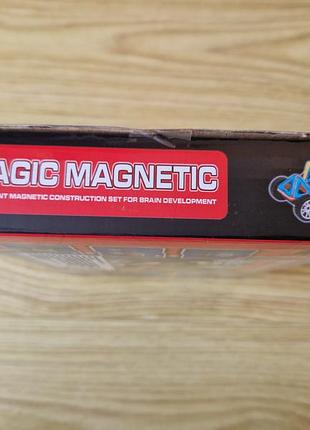 AGIC MAGNETIC
NT MAGNETIC CONSTRUCTION SET FOR BRAIN DEVELOPMENT